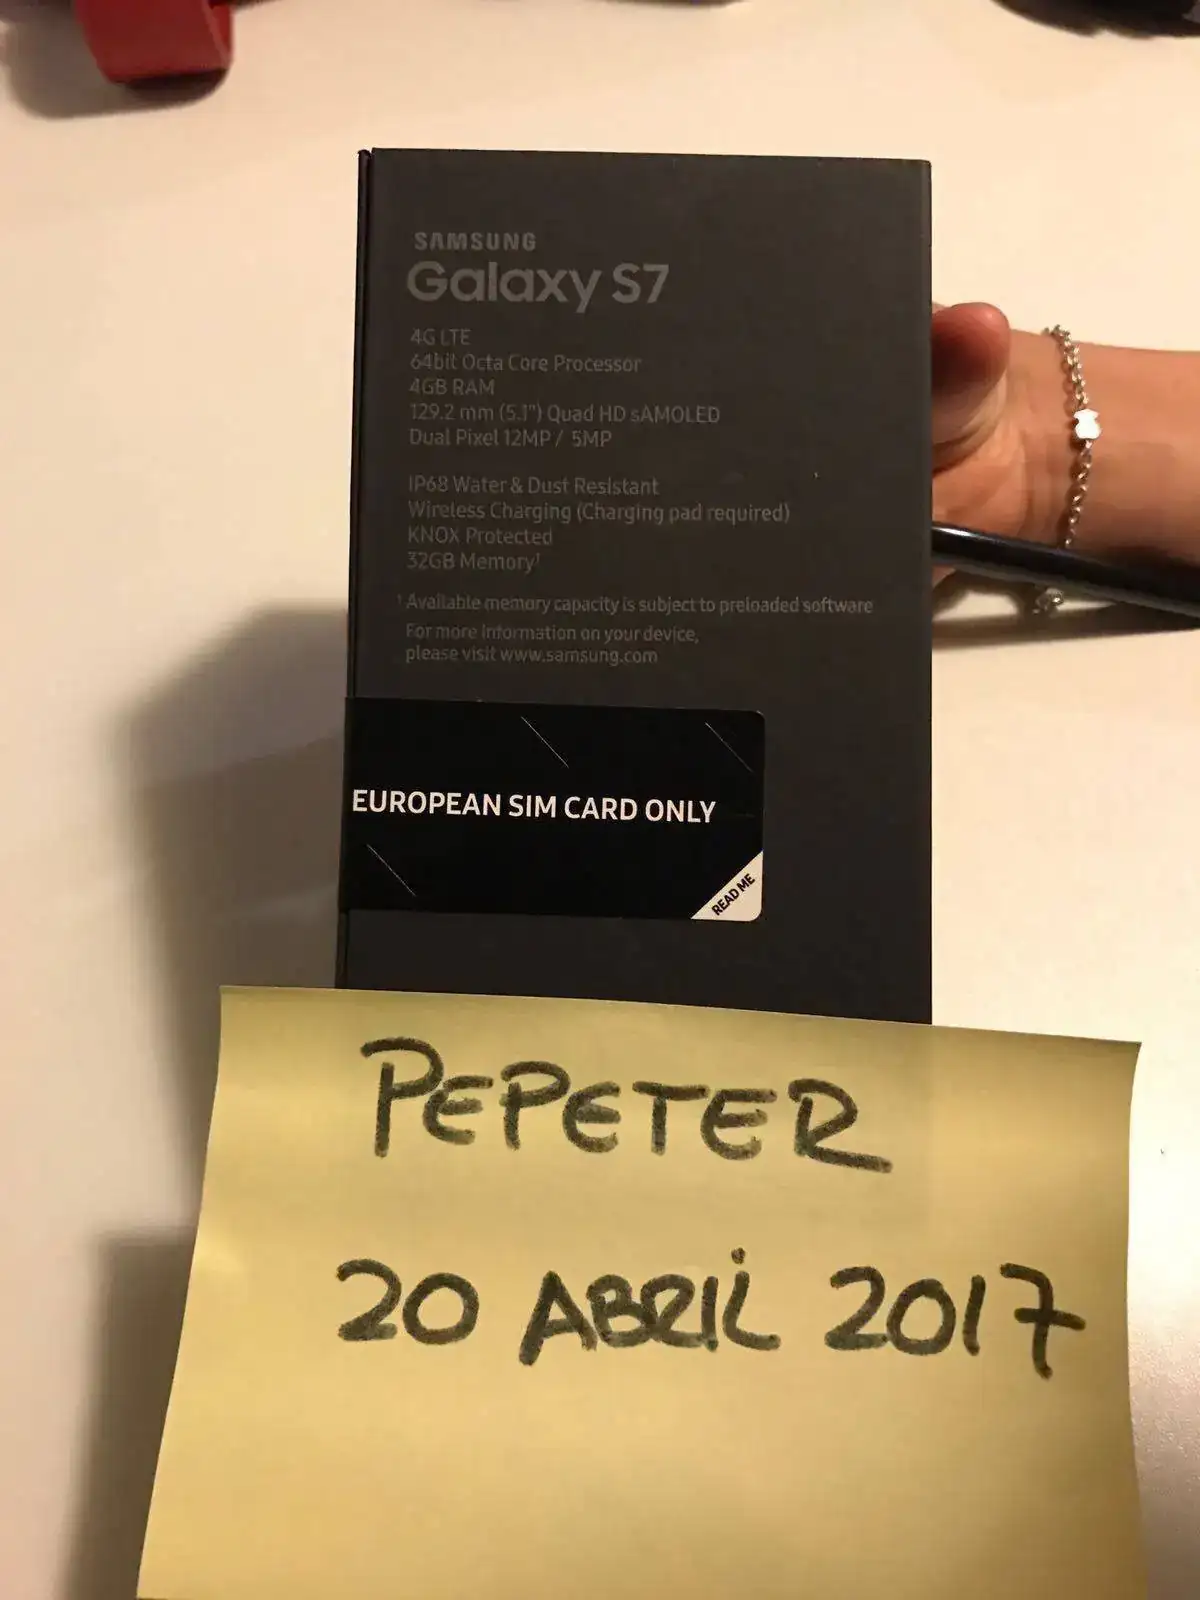 SAMSUNG
Galaxy S7
4G LTE
64bit Octa Core Processor
4GB RAM
129.2 mm (5.1") Quad HD sAMOLED
Dual Pixel 12MP / 5MP
IP68 Water & Dust Resistant
Wireless Charging (Charging pad required)
KNOX Protected
32GB Memory¹
¹ Available memory capacity is subject to preloaded software
For more information on your device,
please visit www.samsung.com
EUROPEAN SIM CARD ONLY
READ ME
PEPETER
20 ABRIL 2017